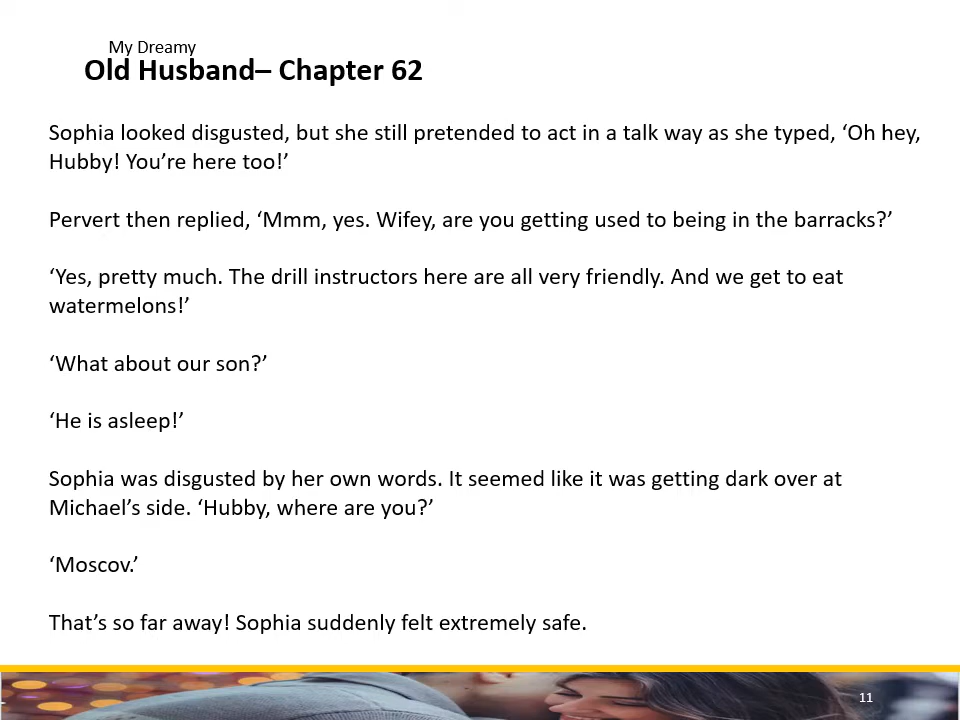 My Dreamy
Old Husband– Chapter 62
Sophia looked disgusted, but she still pretended to act in a talk way as she typed, ‘Oh hey,
Hubby! You’re here too!’
Pervert then replied, ‘Mmm, yes. Wifey, are you getting used to being in the barracks?’
‘Yes, pretty much. The drill instructors here are all very friendly. And we get to eat
watermelons!’
‘What about our son?’
‘He is asleep!’
Sophia was disgusted by her own words. It seemed like it was getting dark over at
Michael’s side. ‘Hubby, where are you?’
‘Moscov.’
That’s so far away! Sophia suddenly felt extremely safe.
11